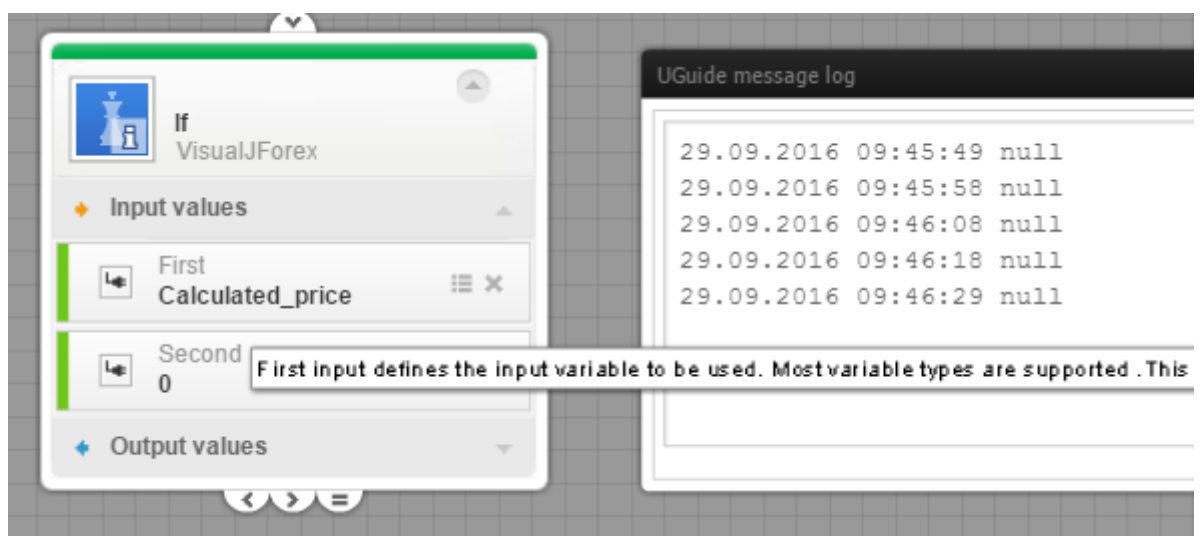 If
VisualJForex
Input values
First
Calculated_price
Second
0
Output values
UGuide message log
29.09.2016 09:45:49 null
29.09.2016 09:45:58 null
29.09.2016 09:46:08 null
29.09.2016 09:46:18 null
29.09.2016 09:46:29 null
First input defines the input variable to be used. Most variable types are supported . This